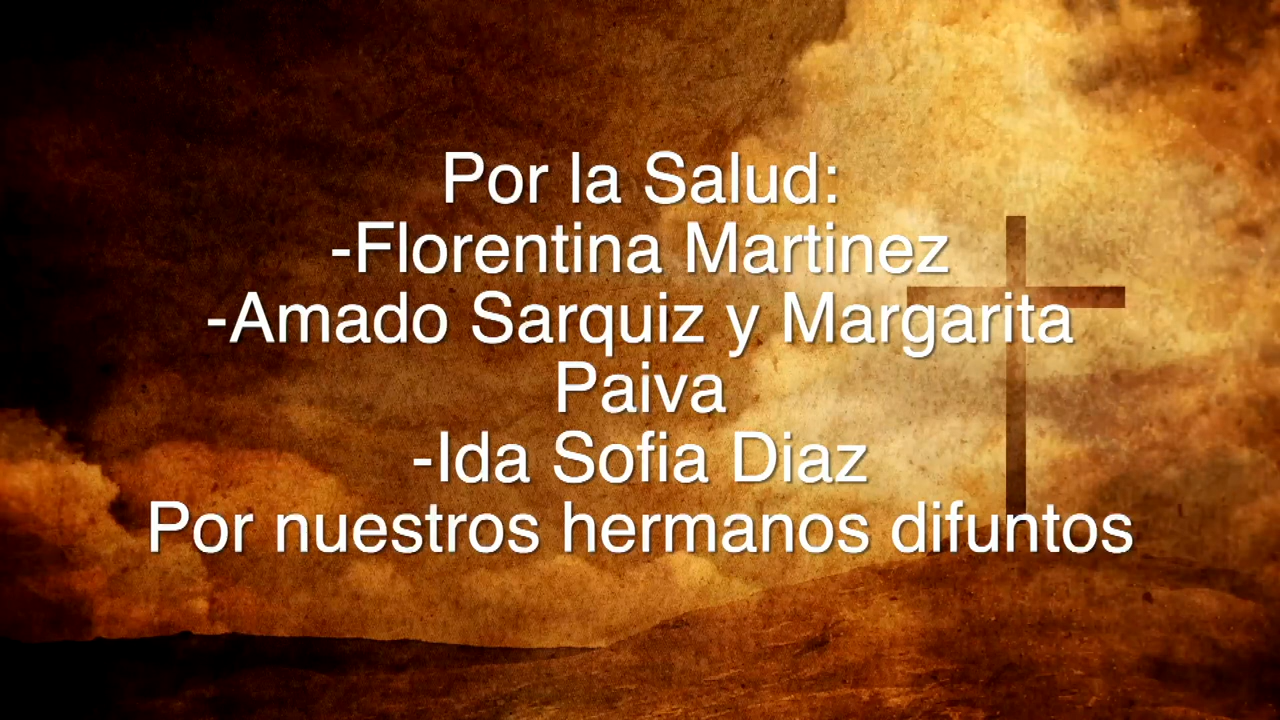 Por la Salud:
-Florentina Martinez
-Amado Sarquiz y Margarita
Paiva
-Ida Sofia Diaz
Por nuestros hermanos difuntos